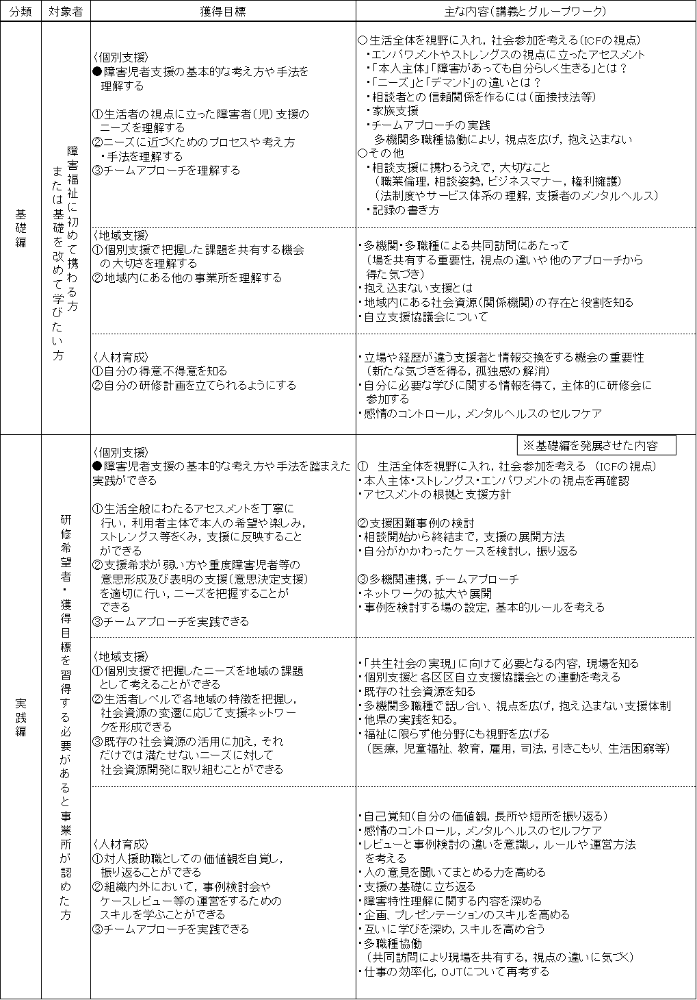 分類
対象者
獲得目標
主な内容(講義とグループワーク)
基礎編
障害福祉に初めて携わる方
または基礎を改めて学びたい方
〈個別支援〉
●障害児者支援の基本的な考え方や手法を
理解する
①生活者の視点に立った障害者(児)支援の
ニーズを理解する
②ニーズに近づくためのプロセスや考え方
・手法を理解する
③チームアプローチを理解する
○生活全体を視野に入れ,社会参加を考える(ICFの視点)
・エンパワメントやストレングスの視点に立ったアセスメント
・「本人主体」「障害があっても自分らしく生きる」とは?
・「ニーズ」と「デマンド」の違いとは?
・相談者との信頼関係を作るには(面接技法等)
・家族支援
・チームアプローチの実践
多機関多職種協働により,視点を広げ,抱え込まない
○その他
・相談支援に携わるうえで,大切なこと
(職業倫理,相談姿勢,ビジネスマナー,権利擁護)
(法制度やサービス体系の理解,支援者のメンタルヘルス)
・記録の書き方
〈地域支援〉
①個別支援で把握した課題を共有する機会
の大切さを理解する
②地域内にある他の事業所を理解する
・多機関・多職種による共同訪問にあたって
(場を共有する重要性,視点の違いや他のアプローチから
得た気づき)
・抱え込まない支援とは
・地域内にある社会資源(関係機関)の存在と役割を知る
・自立支援協議会について
〈人材育成〉
①自分の得意不得意を知る
②自分の研修計画を立てられるようにする
・立場や経歴が違う支援者と情報交換をする機会の重要性
(新たな気づきを得る,孤独感の解消)
・自分に必要な学びに関する情報を得て,主体的に研修会に
参加する
・感情のコントロール,メンタルヘルスのセルフケア
実践編
研修希望者・獲得目標を習得する必要があると事業所が認めた方
〈個別支援〉
●障害児者支援の基本的な考え方や手法を踏まえた
実践ができる
①生活全般にわたるアセスメントを丁寧に
行い,利用者主体で本人の希望や楽しみ,
ストレングス等をくみ,支援に反映すること
ができる
②支援希求が弱い方や重度障害児者等の
意思形成及び表明の支援(意思決定支援)
を適切に行い,ニーズを把握することが
できる
③チームアプローチを実践できる
※基礎編を発展させた内容
① 生活全体を視野に入れ,社会参加を考える (ICFの視点)
・本人主体・ストレングス・エンパワメントの視点を再確認
・アセスメントの根拠と支援方針
②支援困難事例の検討
・相談開始から終結まで,支援の展開方法
・自分がかかわったケースを検討し,振り返る
③多機関連携,チームアプローチ
・ネットワークの拡大や展開
・事例を検討する場の設定,基本的ルールを考える
〈地域支援〉
①個別支援で把握したニーズを地域の課題
として考えることができる
②生活者レベルで各地域の特徴を把握し,
社会資源の変遷に応じて支援ネットワー
クを形成できる
③既存の社会資源の活用に加え,それ
だけでは満たせないニーズに対して
社会資源開発に取り組むことができる
・「共生社会の実現」に向けて必要となる内容,現場を知る
・個別支援と各区区自立支援協議会との連動を考える
・既存の社会資源を知る
・多機関多職種で話し合い、視点を広げ,抱え込まない支援体制
・他県の実践を知る。
・福祉に限らず他分野にも視野を広げる
(医療,児童福祉、教育,雇用,司法,引きこもり、生活困窮等)
〈人材育成〉
①対人援助職としての価値観を自覚し,
振り返ることができる
②組織内外において,事例検討会や
ケースレビュー等の運営をするための
スキルを学ぶことができる
③チームアプローチを実践できる
・自己覚知(自分の価値観,長所や短所を振り返る)
・感情のコントロール,メンタルヘルスのセルフケア
・レビューと事例検討の違いを意識し,ルールや運営方法
を考える
・人の意見を聞いてまとめる力を高める
・支援の基礎に立ち返る
・障害特性理解に関する内容を深める
・企画、プレゼンテーションのスキルを高める
・互いに学びを深め,スキルを高め合う
・多職種協働
(共同訪問により現場を共有する,視点の違いに気づく)
・仕事の効率化,OJTについて再考する